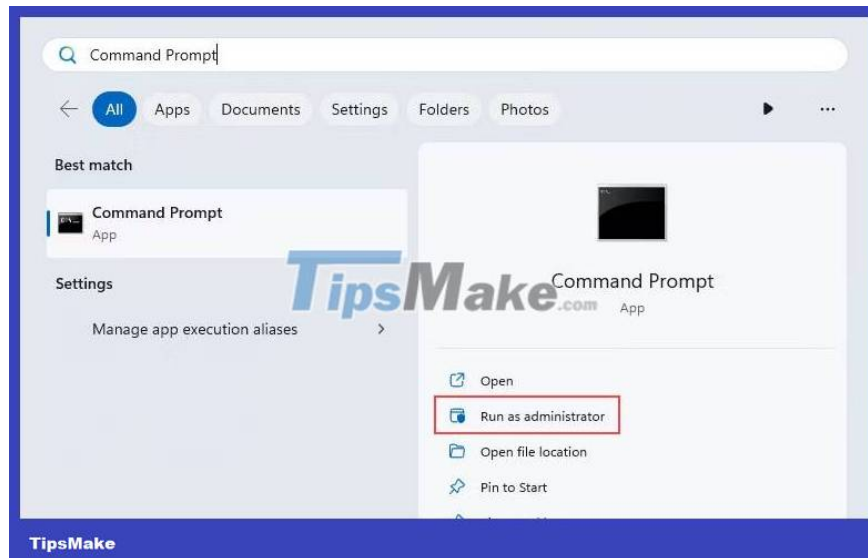 Command Prompt
All Apps Documents Settings Folders Photos
Best match
Command Prompt
App
Settings
Manage app execution aliases
TipsMake.com
Command Prompt
App
Open
Run as administrator
Open file location
Pin to Start
TipsMake